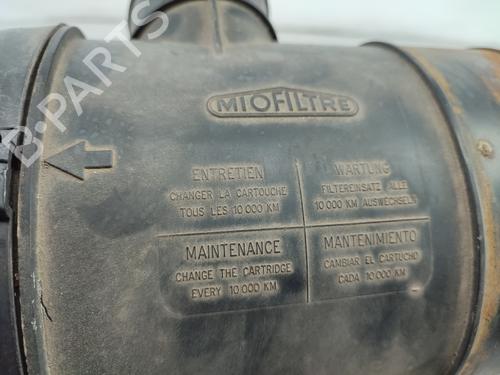 B-PARTS
MIOFILTRE
ENTRETIEN
CHANGER LA CARTOUCHE
TOUS LES 10 000 KM
WARTUNG
FILTEREINSATZ ALLE
10 000 KM AUSWECHSELN
MAINTENANCE
CHANGE THE CARTRIDGE
EVERY 10 000 KM
MANTENIMIENTO
CAMBIAR EL CARTUCHO
CADA 10 000 KM